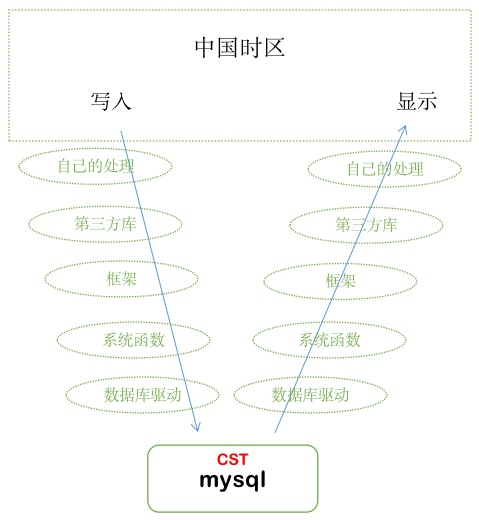 中国时区
写入
显示
自己的处理
自己的处理
第三方库
第三方库
框架
框架
系统函数
系统函数
数据库驱动
数据库驱动
CST
mysql